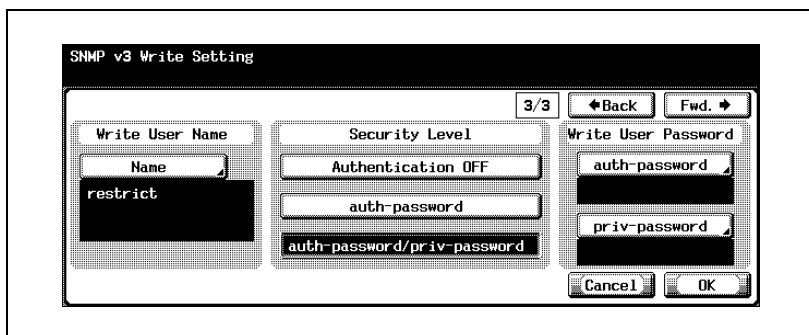 SNMP v3 Write Setting
3/3
←Back
Fwd. →
Write User Name
Security Level
Write User Password
Name
restrict
Authentication OFF
auth-password
auth-password/priv-password
auth-password
priv-password
Cancel
OK